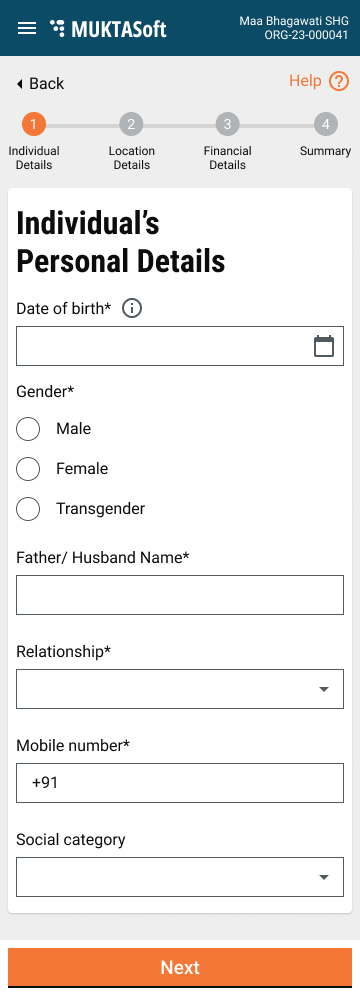 MUKTASoft
Maa Bhagawati SHG
ORG-23-000041
Back
Help
1
2
3
4
Individual
Details
Location
Details
Financial
Details
Summary
Individual’s
Personal Details
Date of birth*
Gender*
Male
Female
Transgender
Father/ Husband Name*
Relationship*
Mobile number*
+91
Social category
Next